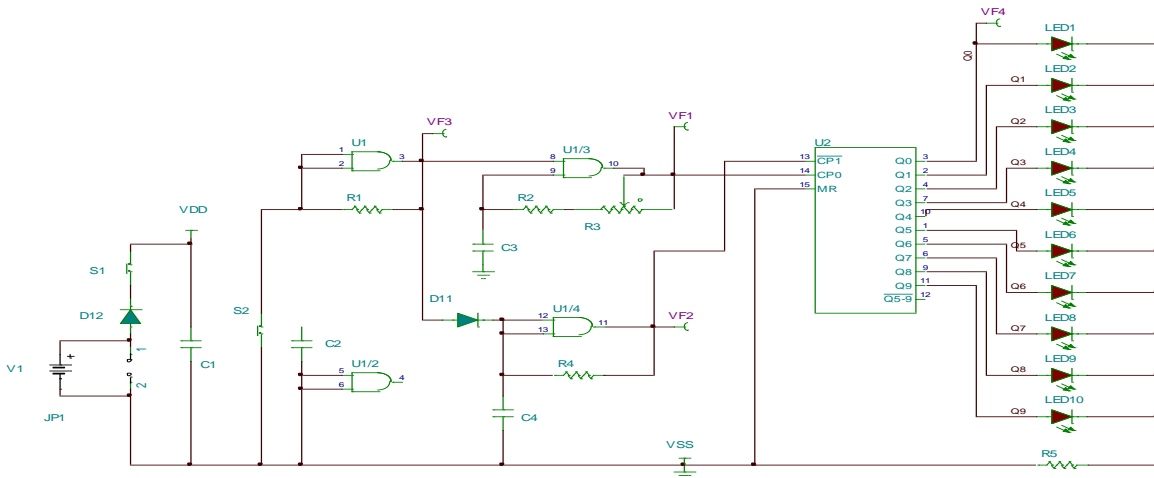 VF4
LED1
Q0
LED2
Q1
LED3
Q2
LED4
Q3
LED5
Q4
LED6
Q5
LED7
Q6
LED8
Q7
LED9
Q8
LED10
Q9
VF3
VF1
U1
1
2
3
U1/3
8
9
10
R1
R2
R3
C3
U2
13 CP1
14 CP0
15 MR
Q0 3
Q1 2
Q2 4
Q3 7
Q4 10
Q5 1
Q6 5
Q7 6
Q8 9
Q9 11
Q5-9 12
VDD
S1
D12
V1
+
1
2
JP1
C1
S2
C2
U1/2
5
6
4
D11
U1/4
12
13
11
VF2
R4
C4
VSS
R5